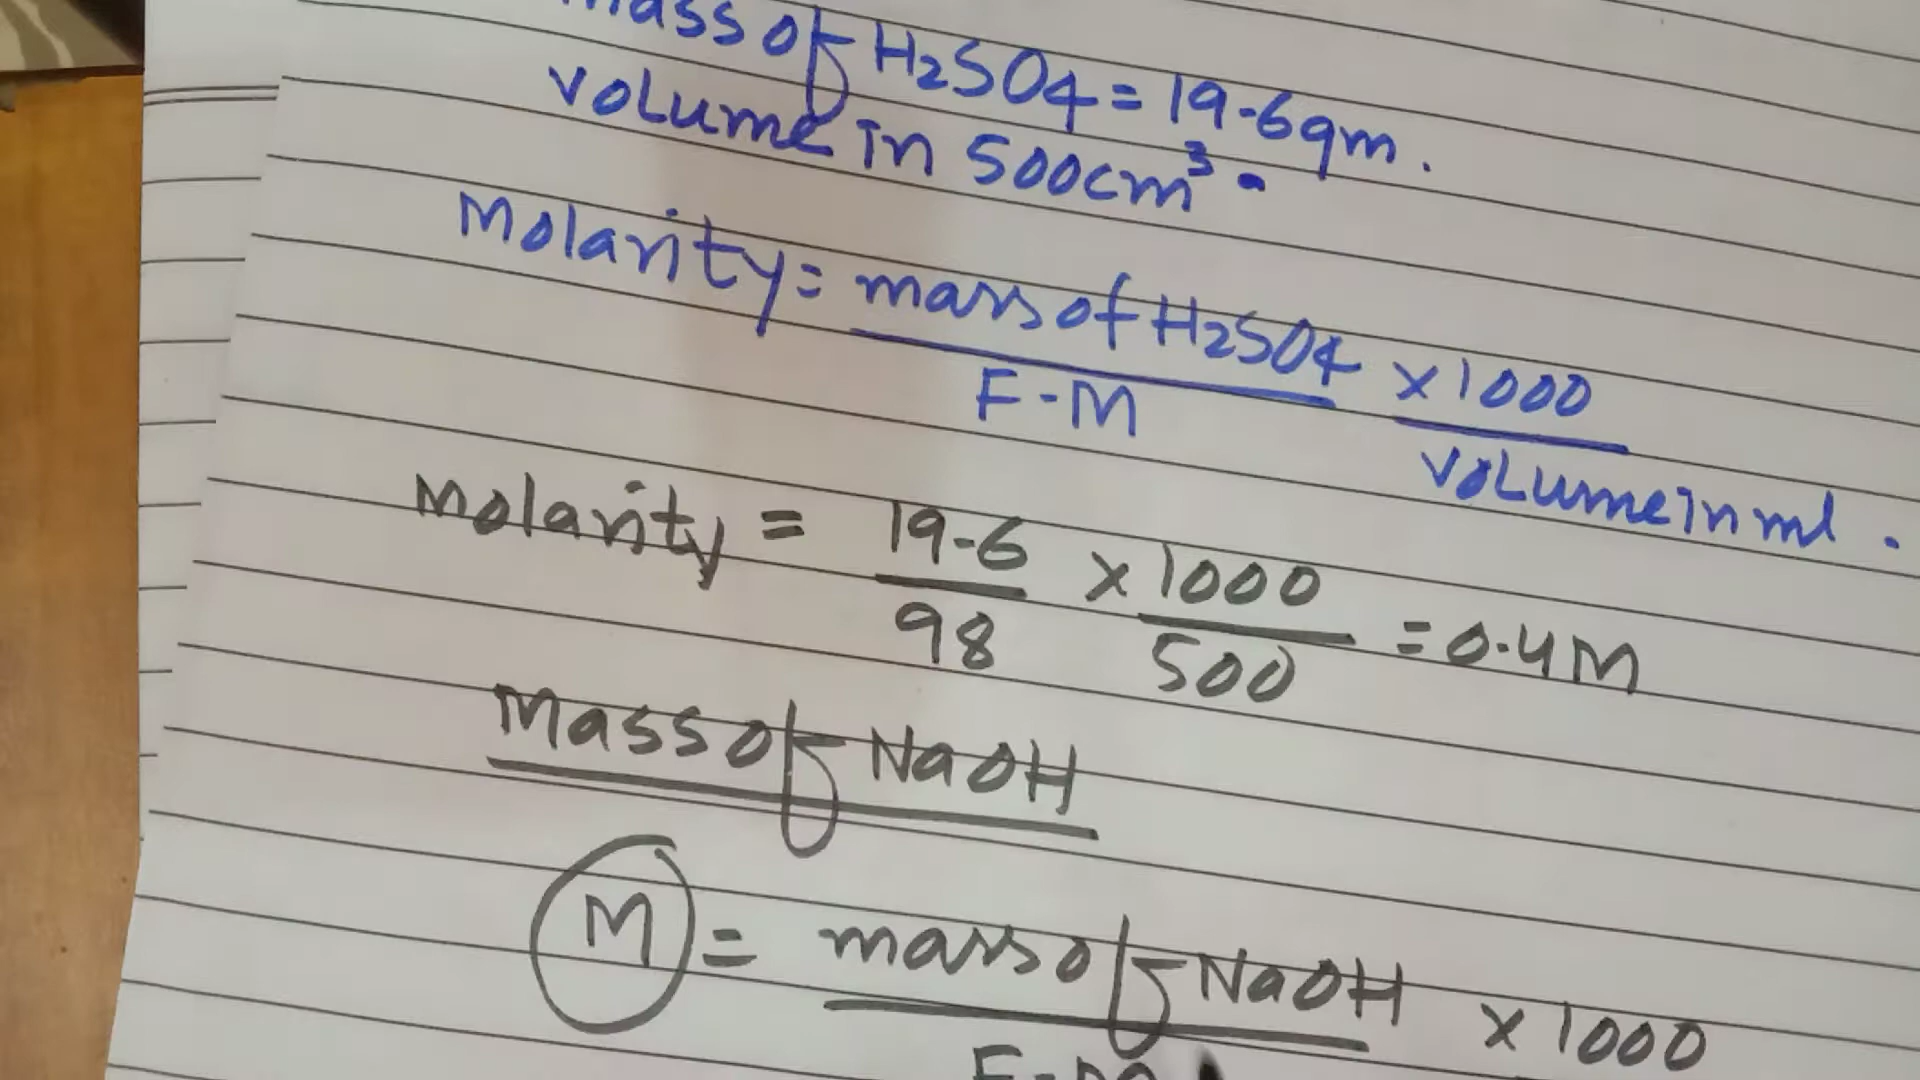 mass of H2SO4 = 19.6gm.
volume in 500cm³.
Molarity = mass of H2SO4 × 1000
F-M volume in ml.
Molarity = 19.6 × 1000 = 0.4M
98 500
Mass of NaOH
M = mass of NaOH × 1000